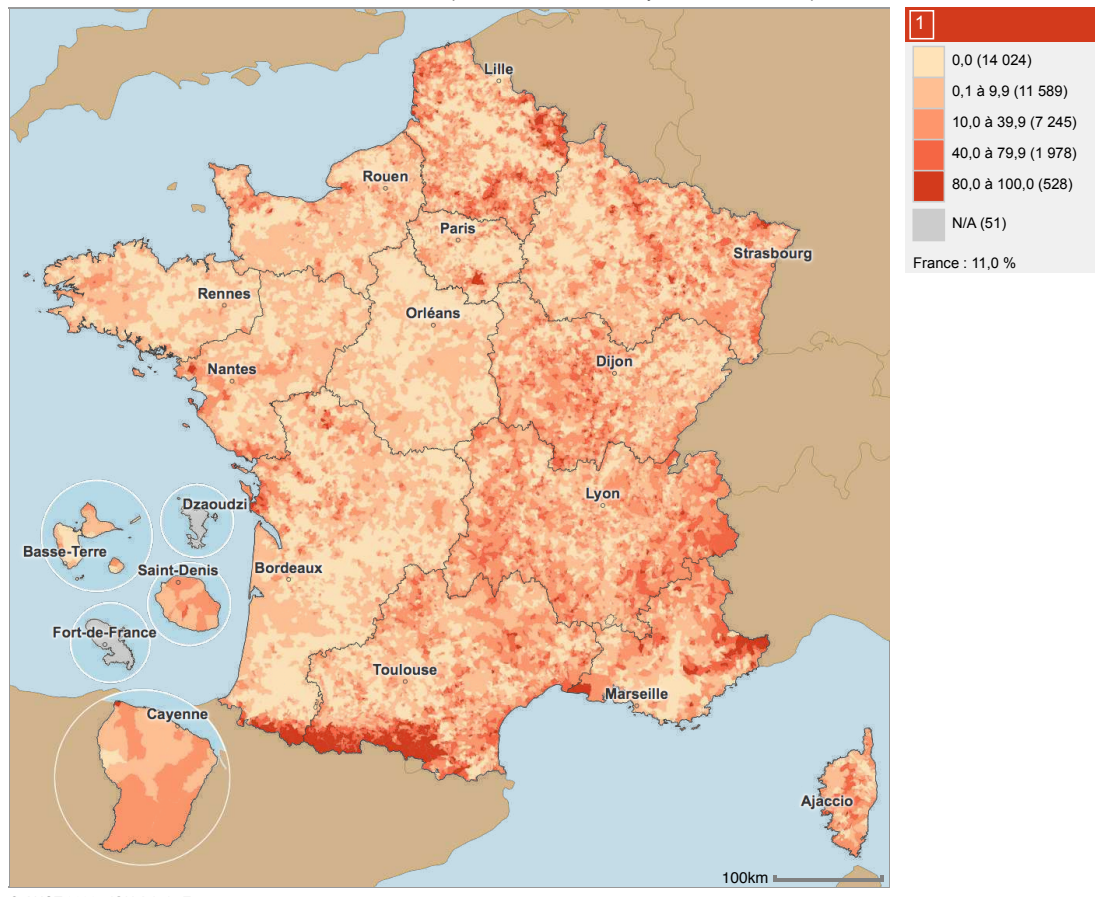 Lille
Rouen
Paris
Strasbourg
Rennes
Orléans
Dijon
Nantes
Lyon
Dzaoudzi
Basse-Terre
Saint-Denis
Bordeaux
Fort-de-France
Toulouse
Marseille
Cayenne
Ajaccio
100km
1
0,0 (14 024)
0,1 à 9,9 (11 589)
10,0 à 39,9 (7 245)
40,0 à 79,9 (1 978)
80,0 à 100,0 (528)
N/A (51)
France : 11,0 %